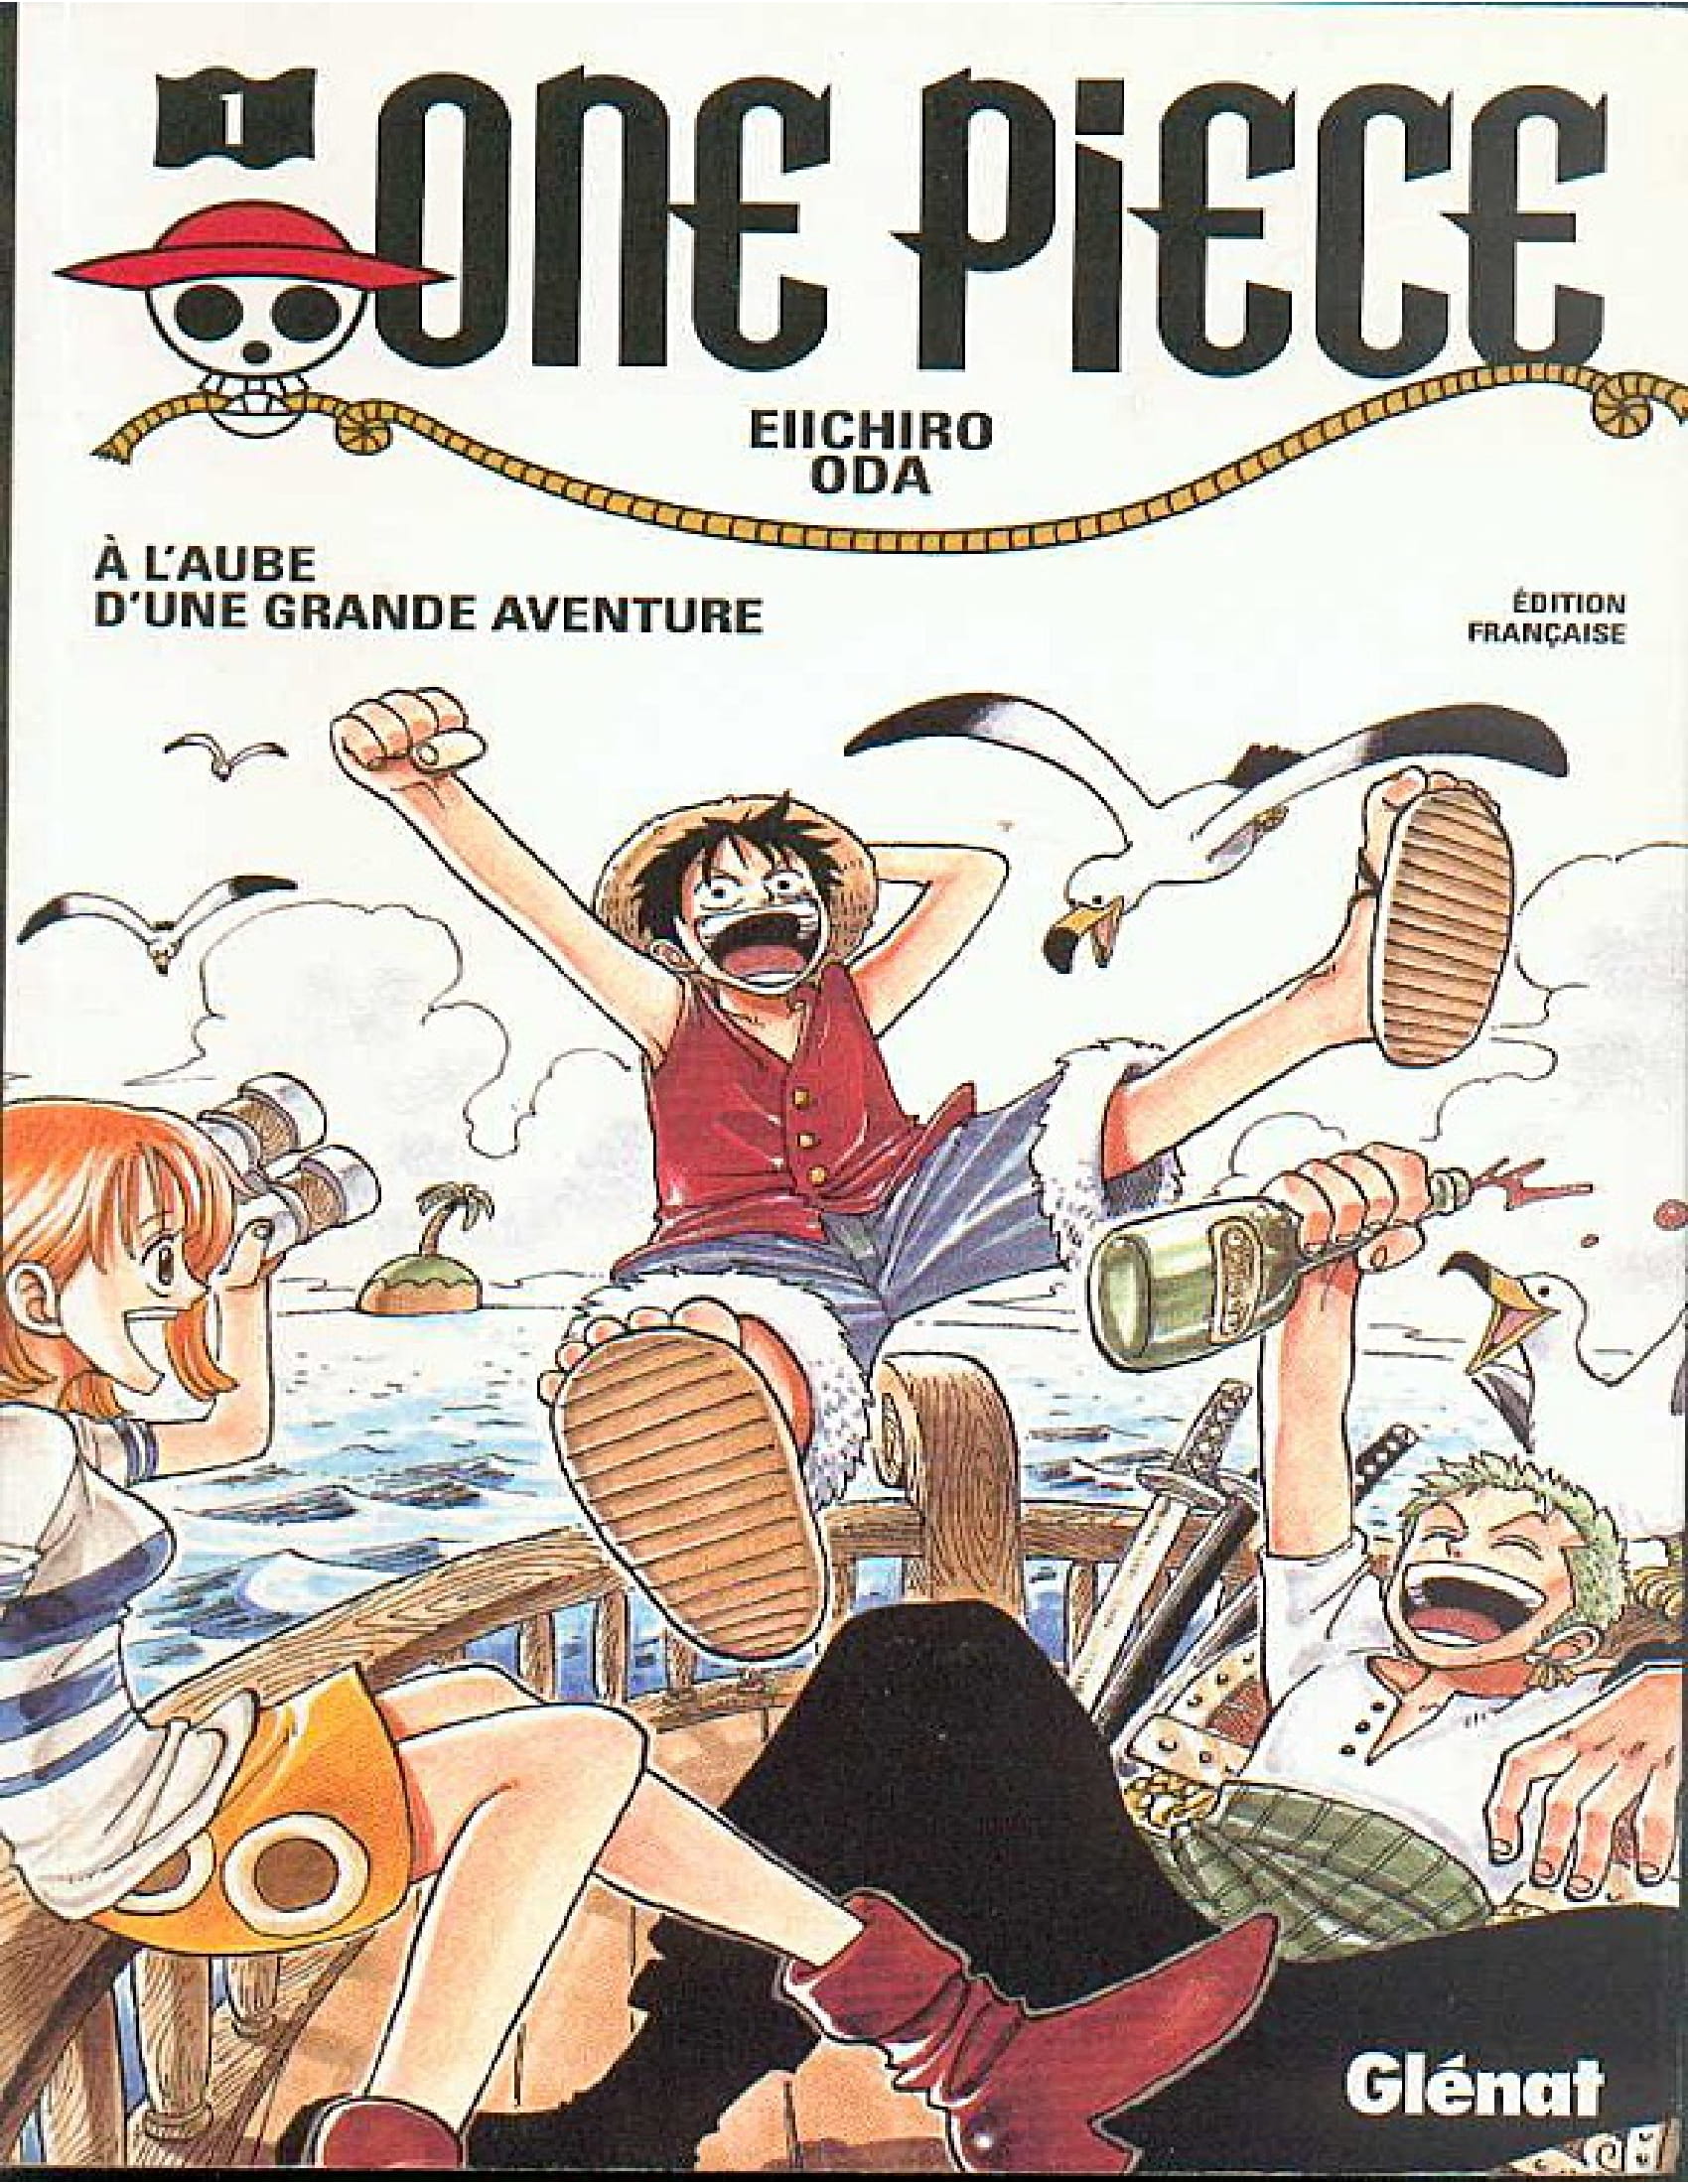 1
ONE PIECE
EIICHIRO
ODA
À L'AUBE
D'UNE GRANDE AVENTURE
ÉDITION
FRANÇAISE
Glénat